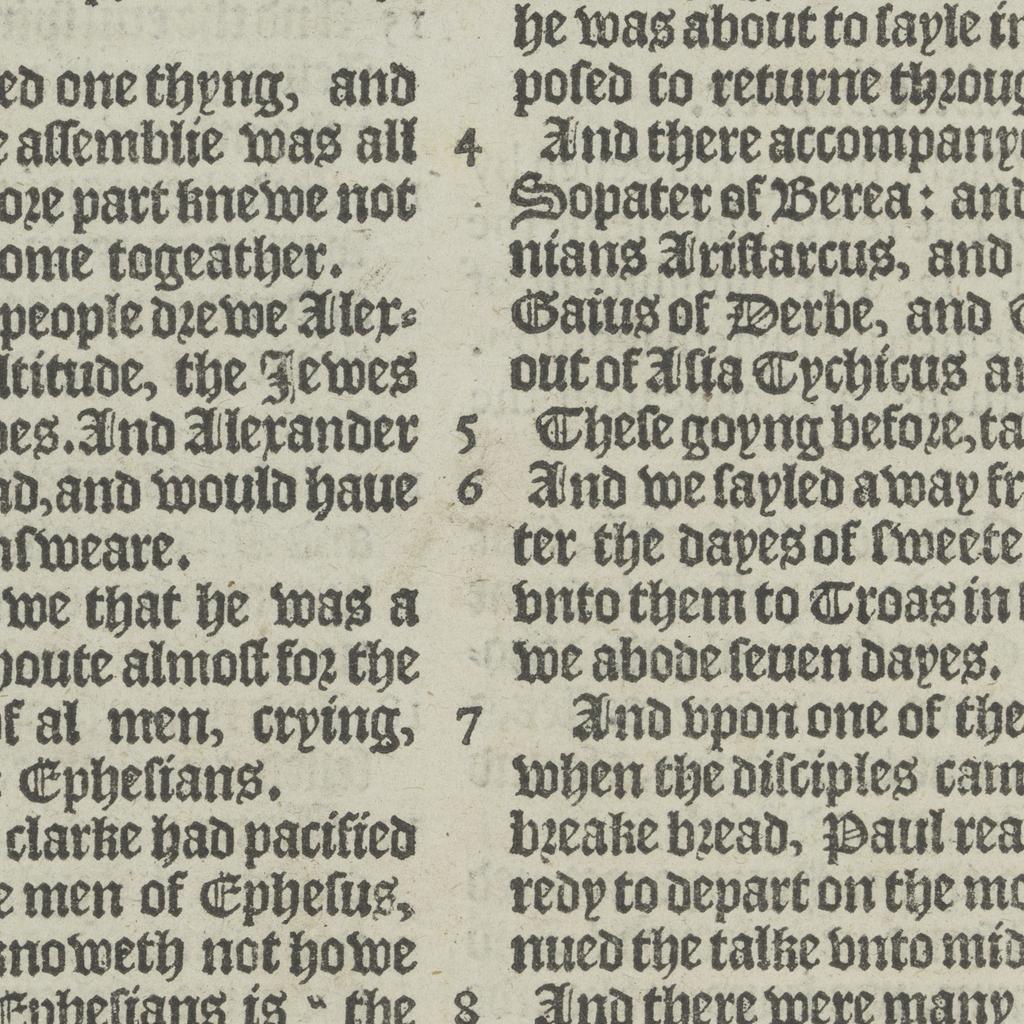 ed one thyng, and
e aſſemblie was all
ore part knewe not
ome togeather.
people drewe Alex-
ltitude, the Jewes
des. And Alexander
nd, and would haue
nſweare.
we that he was a
houte almoſt for the
of al men, crying,
Epheſians.
clarke had pacified
e men of Epheſus,
knoweth not howe
Epheſians is " the
he was about to ſayle in
poſed to returne throug
4 And there accompany
Sopater of Berea: and
nians Ariſtarcus, and
Gaius of Derbe, and
out of Aſia Tychicus an
5 Theſe goyng before, ta
6 And we ſayled away fr
ter the dayes of ſweete
vnto them to Troas in
we abode ſeuen dayes.
7 And vpon one of the
when the diſciples cam
breake bread, Paul rea
redy to depart on the mo
nued the talke vnto mid
8 And there were many